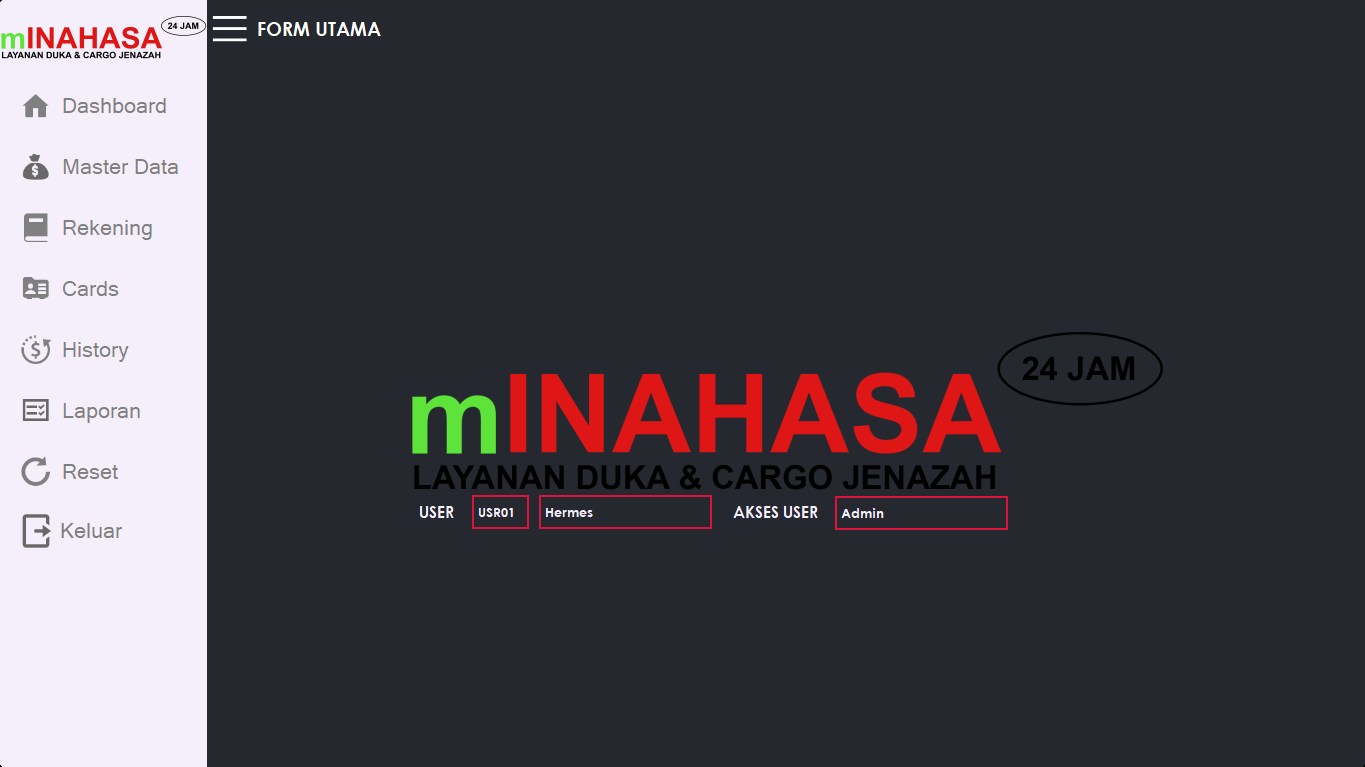 mINAHASA 24 JAM
LAYANAN DUKA & CARGO JENAZAH
FORM UTAMA
Dashboard
Master Data
Rekening
Cards
History
Laporan
Reset
Keluar
24 JAM
mINAHASA
LAYANAN DUKA & CARGO JENAZAH
USER USR01 Hermes AKSES USER Admin